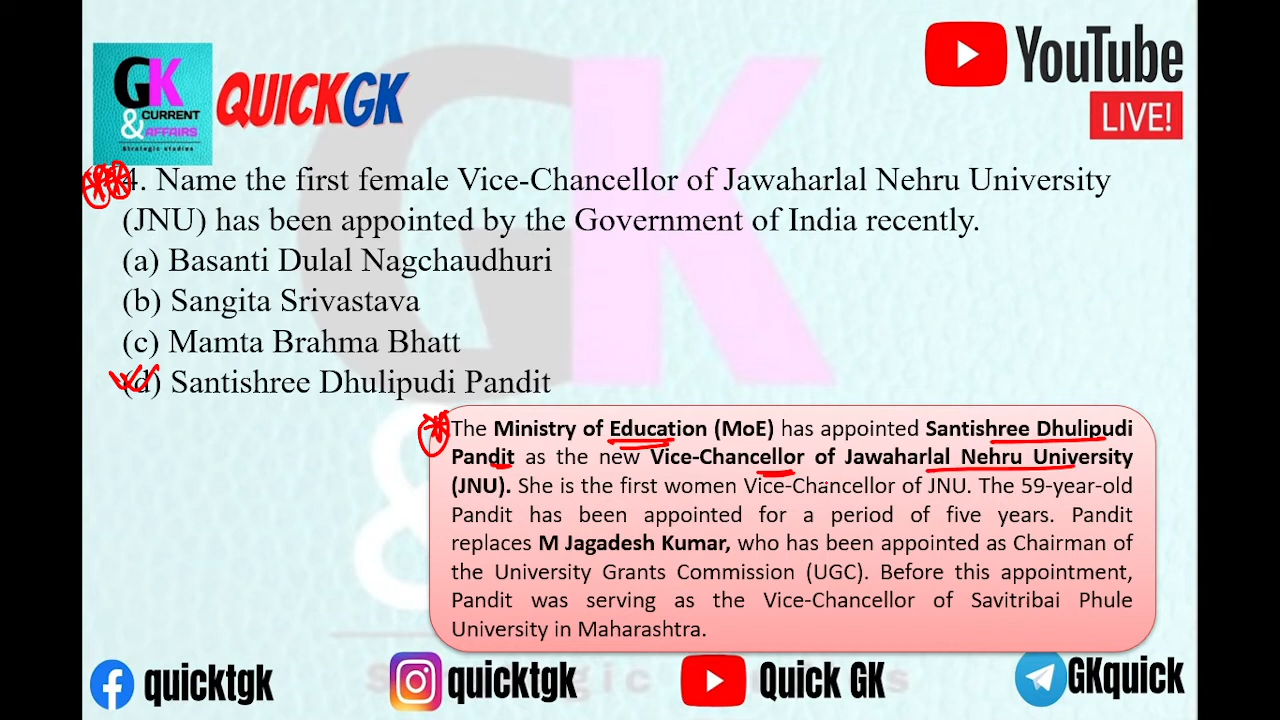 GK
CURRENT
& AFFAIRS
Strategic studies
QUICKGK
YouTube
LIVE!
4. Name the first female Vice-Chancellor of Jawaharlal Nehru University
(JNU) has been appointed by the Government of India recently.
(a) Basanti Dulal Nagchaudhuri
(b) Sangita Srivastava
(c) Mamta Brahma Bhatt
(d) Santishree Dhulipudi Pandit
The Ministry of Education (MoE) has appointed Santishree Dhulipudi
Pandit as the new Vice-Chancellor of Jawaharlal Nehru University
(JNU). She is the first women Vice-Chancellor of JNU. The 59-year-old
Pandit has been appointed for a period of five years. Pandit
replaces M Jagadesh Kumar, who has been appointed as Chairman of
the University Grants Commission (UGC). Before this appointment,
Pandit was serving as the Vice-Chancellor of Savitribai Phule
University in Maharashtra.
quicktgk
quicktgk
Quick GK
GKquick